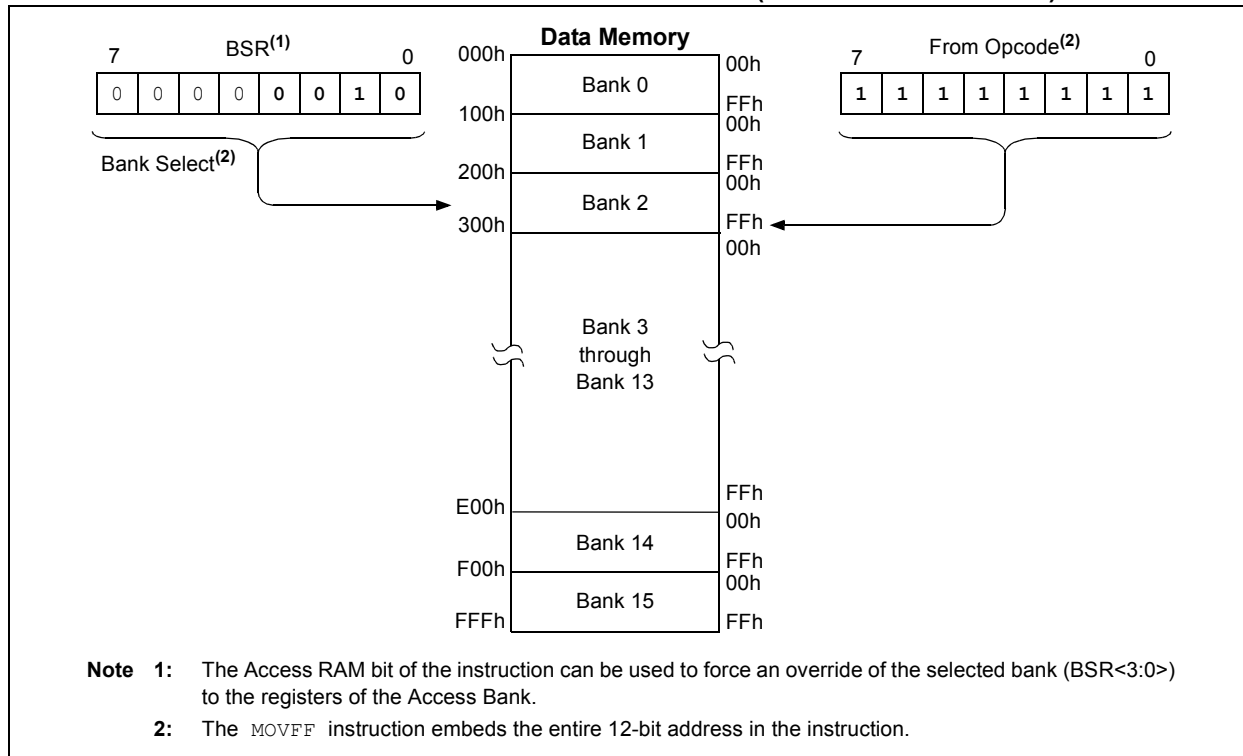 Data Memory
BSR(1)
7 0
0 0 0 0 0 0 1 0
Bank Select(2)
From Opcode(2)
7 0
1 1 1 1 1 1 1 1
000h 00h
Bank 0
FFh
100h 00h
Bank 1
FFh
200h 00h
Bank 2
FFh
300h 00h
Bank 3
through
Bank 13
FFh
E00h 00h
Bank 14
FFh
F00h 00h
Bank 15
FFFh FFh
Note 1: The Access RAM bit of the instruction can be used to force an override of the selected bank (BSR<3:0>)
to the registers of the Access Bank.
2: The MOVFF instruction embeds the entire 12-bit address in the instruction.